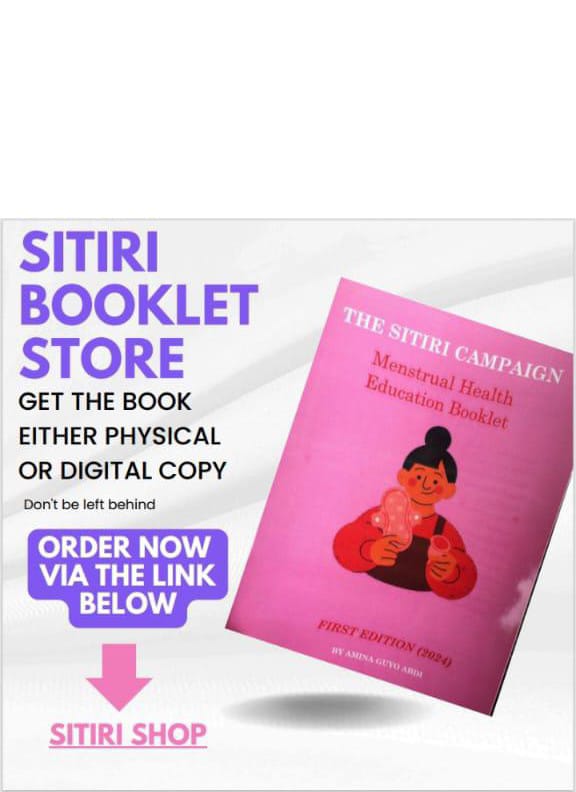 SITIRI
BOOKLET
STORE
GET THE BOOK
EITHER PHYSICAL
OR DIGITAL COPY
Don't be left behind
ORDER NOW
VIA THE LINK
BELOW
SITIRI SHOP
THE SITIRI CAMPAIGN
Menstrual Health
Education Booklet
FIRST EDITION (2024)
BY AMINA GUYO ABDI